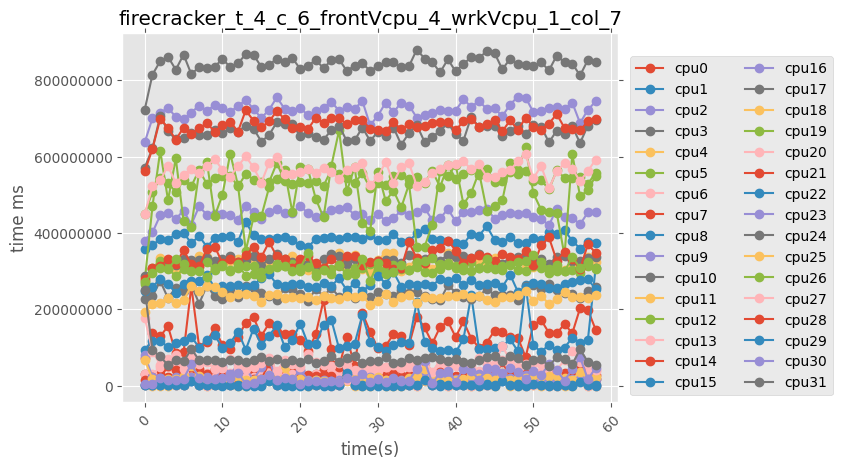 firecracker_t_4_c_6_frontVcpu_4_wrkVcpu_1_col_7
800000000
600000000
400000000
200000000
0
time ms
0
10
20
30
40
50
60
time(s)
cpu0
cpu1
cpu2
cpu3
cpu4
cpu5
cpu6
cpu7
cpu8
cpu9
cpu10
cpu11
cpu12
cpu13
cpu14
cpu15
cpu16
cpu17
cpu18
cpu19
cpu20
cpu21
cpu22
cpu23
cpu24
cpu25
cpu26
cpu27
cpu28
cpu29
cpu30
cpu31